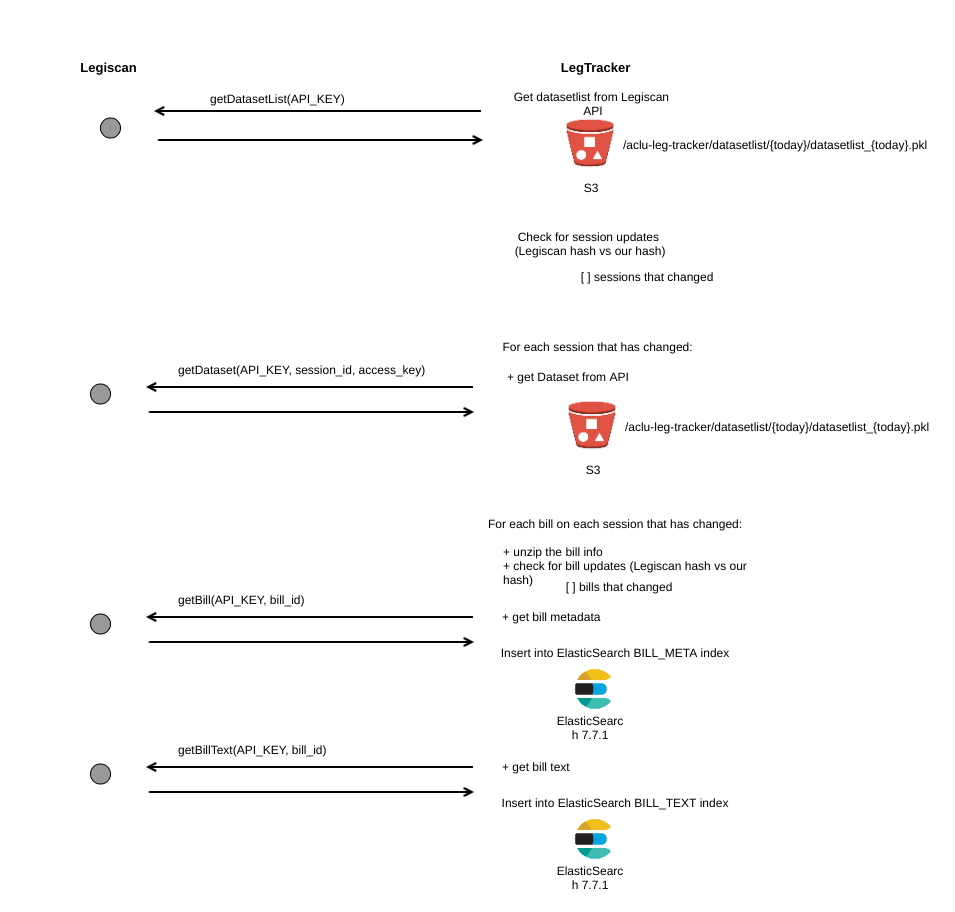 Legiscan
LegTracker
getDatasetList(API_KEY)
Get datasetlist from Legiscan
API
/aclu-leg-tracker/datasetlist/{today}/datasetlist_{today}.pkl
S3
Check for session updates
(Legiscan hash vs our hash)
[ ] sessions that changed
For each session that has changed:
getDataset(API_KEY, session_id, access_key)
+ get Dataset from API
/aclu-leg-tracker/datasetlist/{today}/datasetlist_{today}.pkl
S3
For each bill on each session that has changed:
+ unzip the bill info
+ check for bill updates (Legiscan hash vs our
hash)
[ ] bills that changed
getBill(API_KEY, bill_id)
+ get bill metadata
Insert into ElasticSearch BILL_META index
ElasticSearc
h 7.7.1
getBillText(API_KEY, bill_id)
+ get bill text
Insert into ElasticSearch BILL_TEXT index
ElasticSearc
h 7.7.1